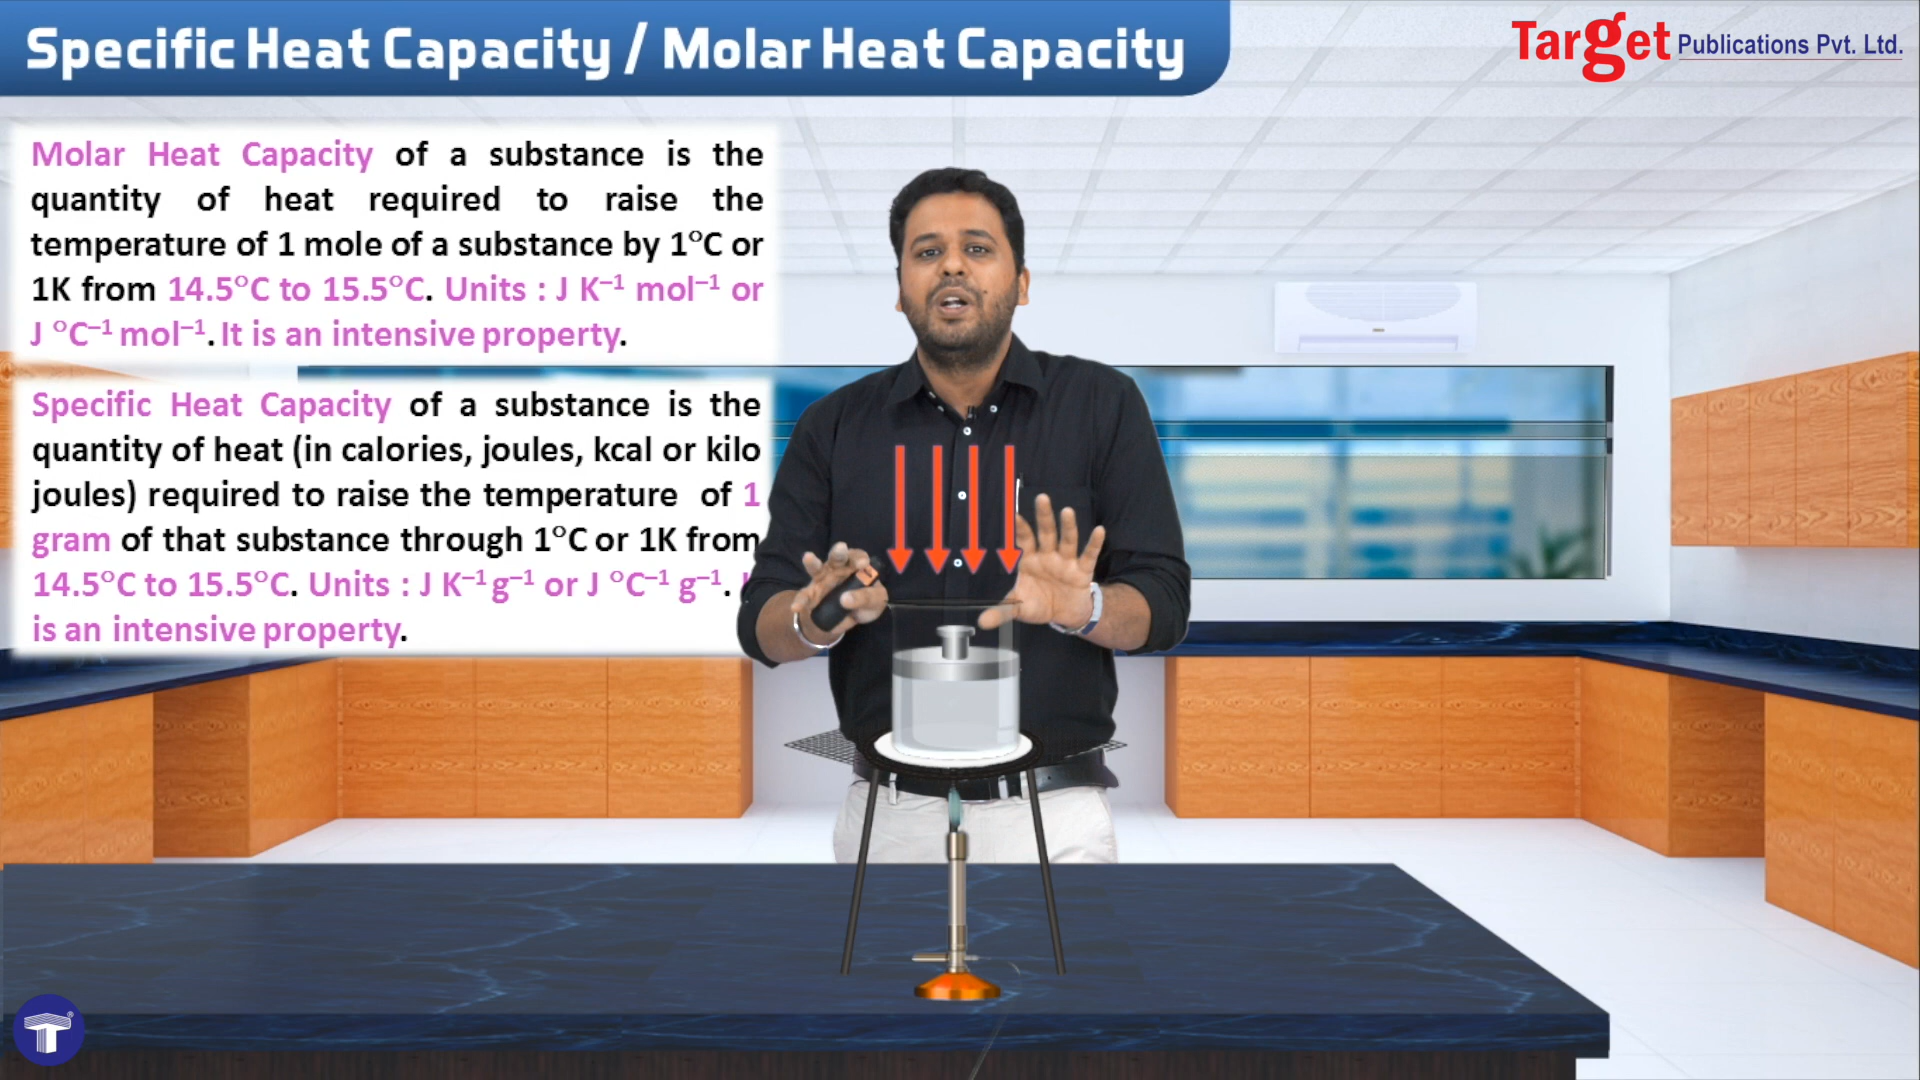 Specific Heat Capacity / Molar Heat Capacity
Target Publications Pvt. Ltd.
Molar Heat Capacity of a substance is the
quantity of heat required to raise the
temperature of 1 mole of a substance by 1°C or
1K from 14.5°C to 15.5°C. Units : J K⁻¹ mol⁻¹ or
J °C⁻¹ mol⁻¹. It is an intensive property.
Specific Heat Capacity of a substance is the
quantity of heat (in calories, joules, kcal or kilo
joules) required to raise the temperature of 1
gram of that substance through 1°C or 1K from
14.5°C to 15.5°C. Units : J K⁻¹ g⁻¹ or J °C⁻¹ g⁻¹.
is an intensive property.
T®